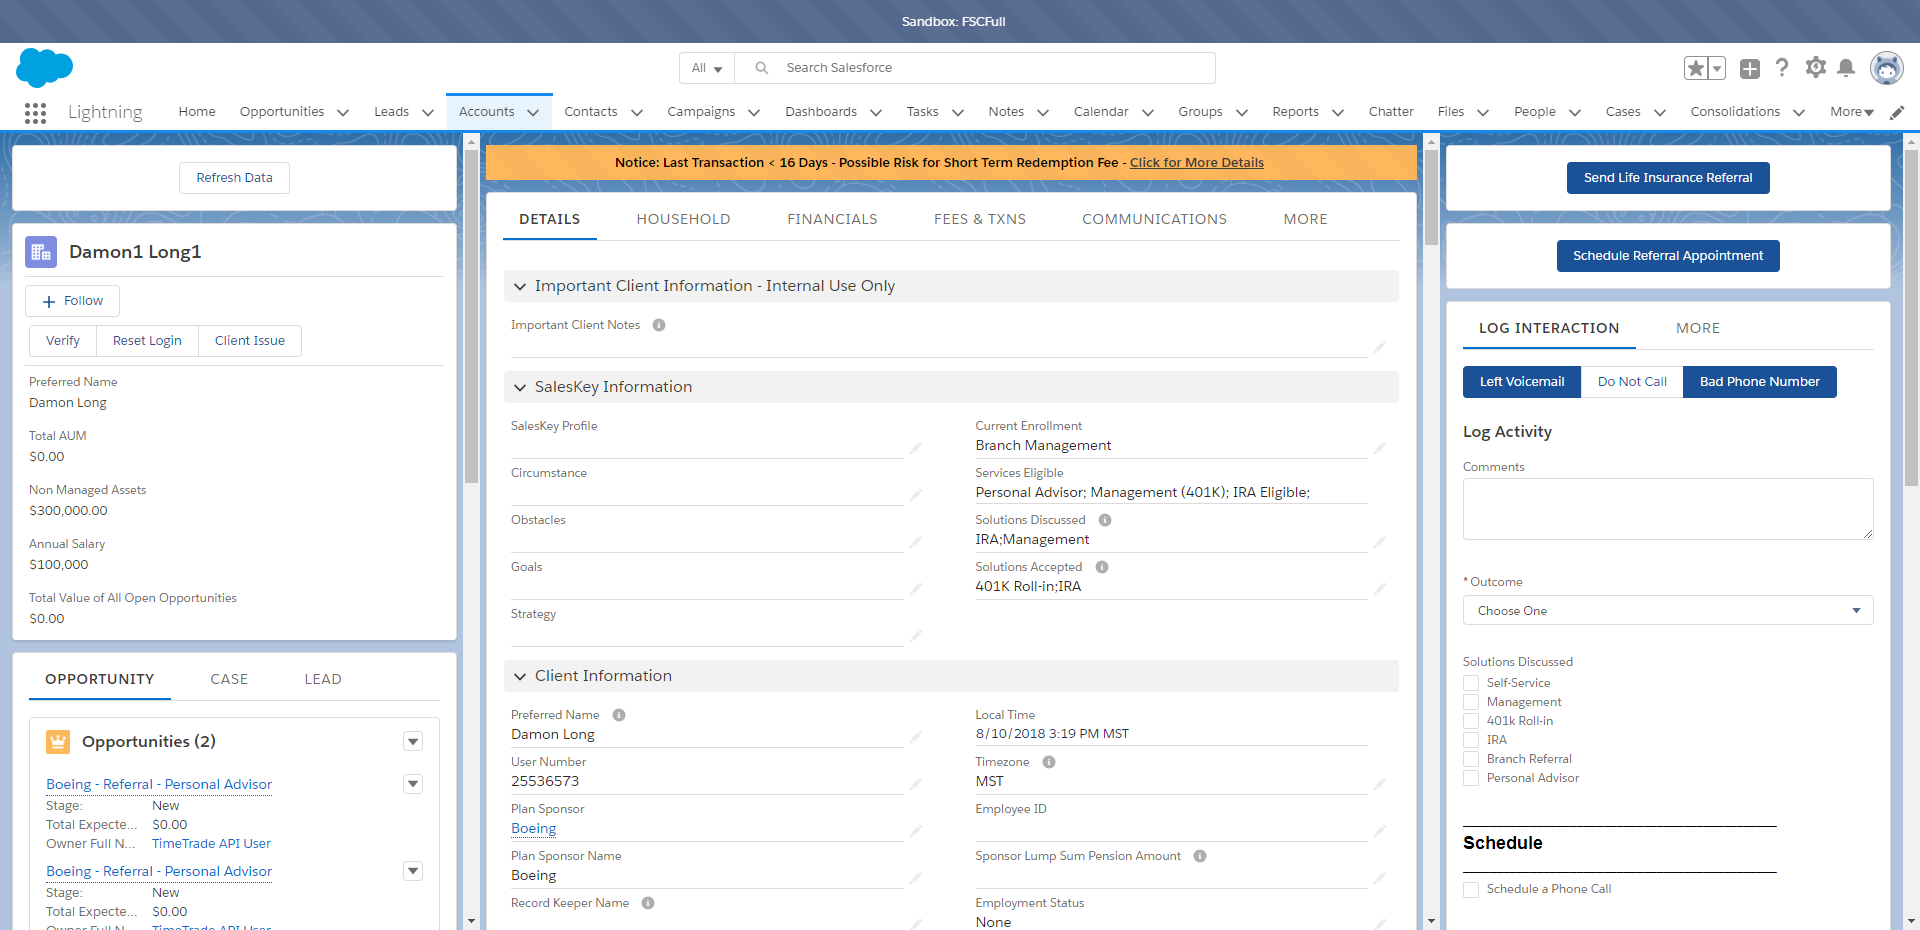 Sandbox: FSCFull
All
Search Salesforce
Lightning
Home
Opportunities
Leads
Accounts
Contacts
Campaigns
Dashboards
Tasks
Notes
Calendar
Groups
Reports
Chatter
Files
People
Cases
Consolidations
More
Refresh Data
Damon1 Long1
Follow
Verify
Reset Login
Client Issue
Preferred Name
Damon Long
Total AUM
$0.00
Non Managed Assets
$300,000.00
Annual Salary
$100,000
Total Value of All Open Opportunities
$0.00
OPPORTUNITY
CASE
LEAD
Opportunities (2)
Boeing - Referral - Personal Advisor
Stage: New
Total Expecte... $0.00
Owner Full N... TimeTrade API User
Boeing - Referral - Personal Advisor
Stage: New
Total Expecte... $0.00
Owner Full N... TimeTrade API User
Notice: Last Transaction < 16 Days - Possible Risk for Short Term Redemption Fee - Click for More Details
DETAILS
HOUSEHOLD
FINANCIALS
FEES & TXNS
COMMUNICATIONS
MORE
Important Client Information - Internal Use Only
Important Client Notes
SalesKey Information
SalesKey Profile
Circumstance
Obstacles
Goals
Strategy
Current Enrollment
Branch Management
Services Eligible
Personal Advisor; Management (401K); IRA Eligible;
Solutions Discussed
IRA;Management
Solutions Accepted
401K Roll-in;IRA
Client Information
Preferred Name
Damon Long
User Number
25536573
Plan Sponsor
Boeing
Plan Sponsor Name
Boeing
Record Keeper Name
Local Time
8/10/2018 3:19 PM MST
Timezone
MST
Employee ID
Sponsor Lump Sum Pension Amount
Employment Status
None
Send Life Insurance Referral
Schedule Referral Appointment
LOG INTERACTION
MORE
Left Voicemail
Do Not Call
Bad Phone Number
Log Activity
Comments
*Outcome
Choose One
Solutions Discussed
Self-Service
Management
401k Roll-in
IRA
Branch Referral
Personal Advisor
Schedule
Schedule a Phone Call